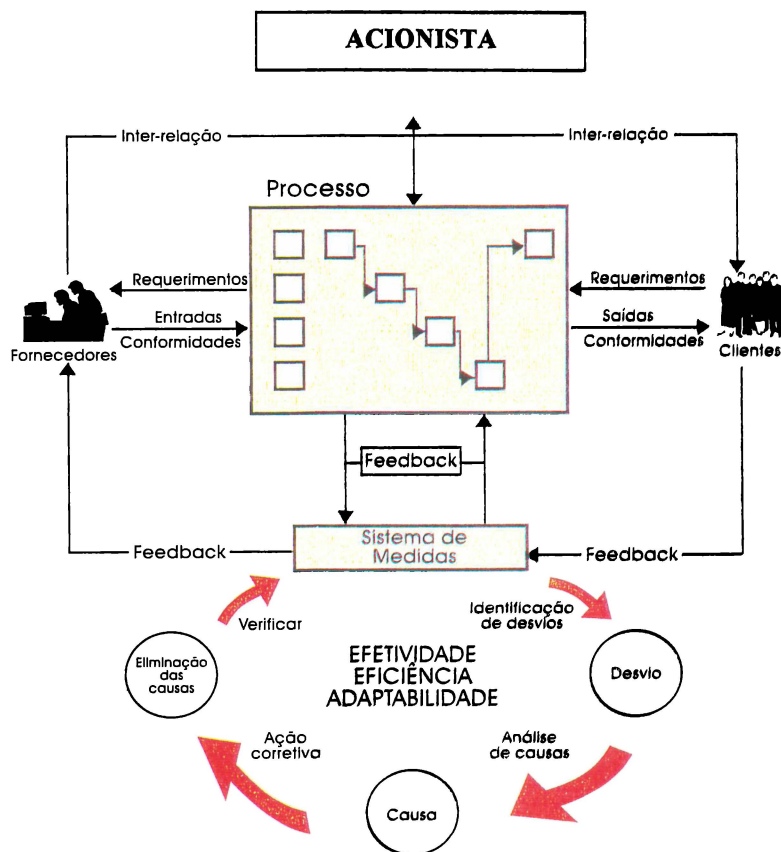 ACIONISTA
Inter-relação
Inter-relação
Processo
Requerimentos
Requerimentos
Entradas
Saídas
Conformidades
Conformidades
Fornecedores
Clientes
Feedback
Sistema de
Medidas
Feedback
Feedback
Identificação
de desvios
Verificar
Eliminação
das
causas
EFETIVIDADE
EFICIÊNCIA
ADAPTABILIDADE
Desvio
Ação
corretiva
Análise
de causas
Causa